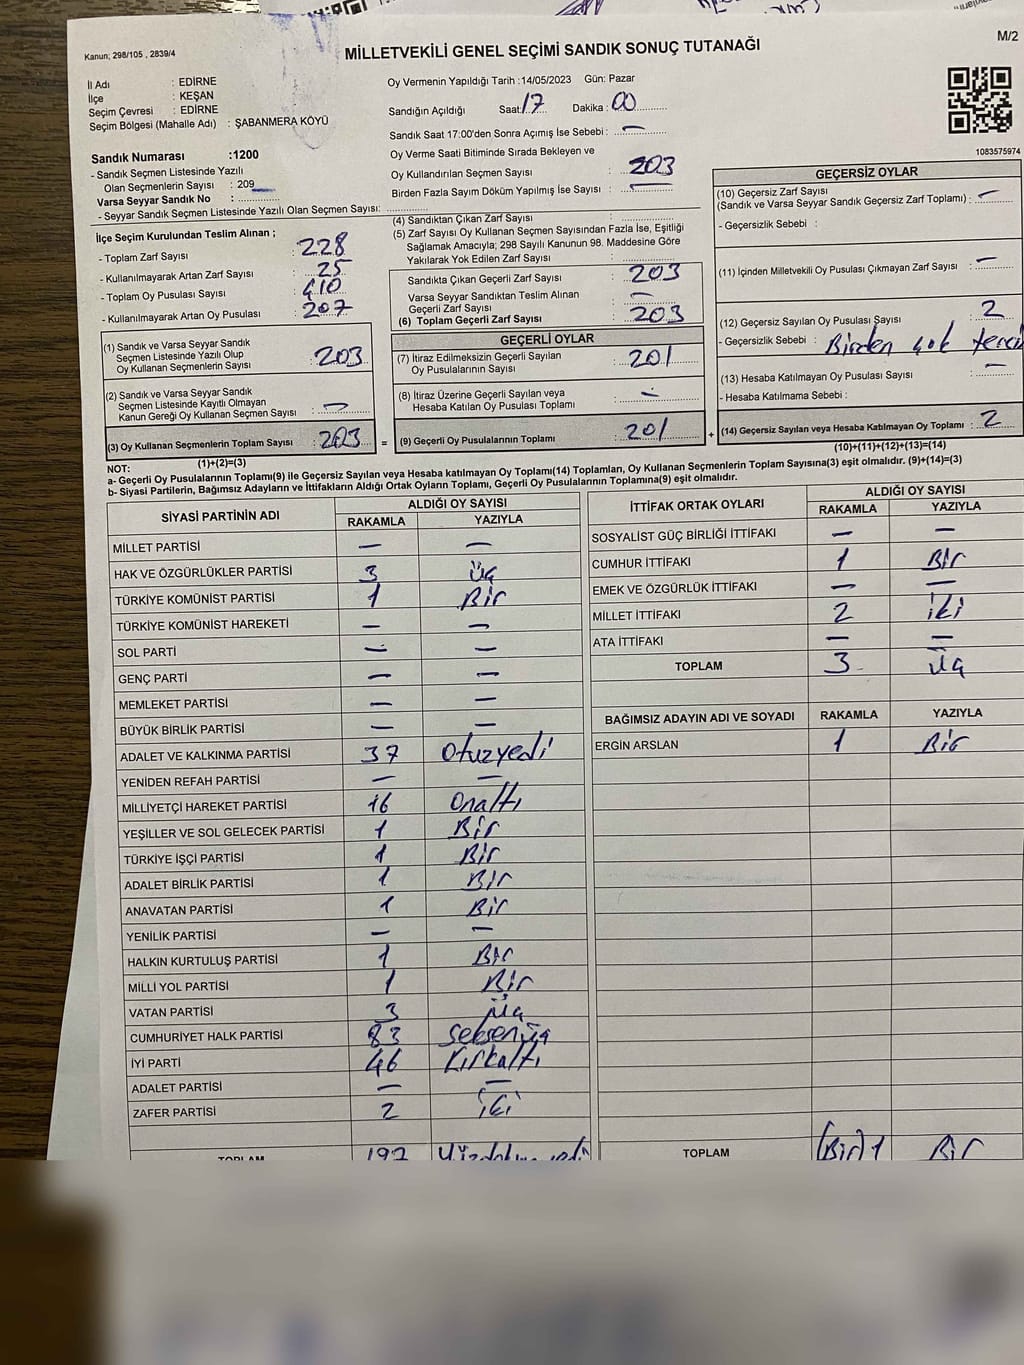 M/2
Kanun; 298/105 , 2839/4
MİLLETVEKİLİ GENEL SEÇİMİ SANDIK SONUÇ TUTANAĞI
İl Adı : EDİRNE
İlçe : KEŞAN
Seçim Çevresi : EDİRNE
Seçim Bölgesi (Mahalle Adı) : ŞABANMERA KÖYÜ
Oy Vermenin Yapıldığı Tarih :14/05/2023 Gün: Pazar
Sandığın Açıldığı Saat: 17 Dakika : 00
Sandık Saat 17:00'den Sonra Açımış İse Sebebi : —
1083575974
Sandık Numarası :1200
- Sandık Seçmen Listesinde Yazılı
Olan Seçmenlerin Sayısı : 209
Varsa Seyyar Sandık No :
- Seyyar Sandık Seçmen Listesinde Yazılı Olan Seçmen Sayısı:
Oy Verme Saati Bitiminde Sırada Bekleyen ve
Oy Kullandırılan Seçmen Sayısı : 203
Birden Fazla Sayım Döküm Yapılmış İse Sayısı : —
İlçe Seçim Kurulundan Teslim Alınan ;
- Toplam Zarf Sayısı : 228
- Kullanılmayarak Artan Zarf Sayısı : 25
- Toplam Oy Pusulası Sayısı : 410
- Kullanılmayarak Artan Oy Pusulası : 207
(4) Sandıktan Çıkan Zarf Sayısı :
(5) Zarf Sayısı Oy Kullanan Seçmen Sayısından Fazla İse, Eşitliği
Sağlamak Amacıyla; 298 Sayılı Kanunun 98. Maddesine Göre
Yakılarak Yok Edilen Zarf Sayısı :
Sandıkta Çıkan Geçerli Zarf Sayısı : 203
Varsa Seyyar Sandıktan Teslim Alınan
Geçerli Zarf Sayısı : —
(6) Toplam Geçerli Zarf Sayısı : 203
GEÇERSİZ OYLAR
(10) Geçersiz Zarf Sayısı
(Sandık ve Varsa Seyyar Sandık Geçersiz Zarf Toplamı) : —
- Geçersizlik Sebebi :
(11) İçinden Milletvekili Oy Pusulası Çıkmayan Zarf Sayısı : —
(12) Geçersiz Sayılan Oy Pusulası Sayısı : 2
- Geçersizlik Sebebi : Birden çok terci
(13) Hesaba Katılmayan Oy Pusulası Sayısı : —
- Hesaba Katılmama Sebebi :
(14) Geçersiz Sayılan veya Hesaba Katılmayan Oy Toplamı : 2
(10)+(11)+(12)+(13)=(14)
(1) Sandık ve Varsa Seyyar Sandık
Seçmen Listesinde Yazılı Olup
Oy Kullanan Seçmenlerin Sayısı : 203
(2) Sandık ve Varsa Seyyar Sandık
Seçmen Listesinde Kayıtlı Olmayan
Kanun Gereği Oy Kullanan Seçmen Sayısı : —
(3) Oy Kullanan Seçmenlerin Toplam Sayısı : 203
(1)+(2)=(3)
GEÇERLİ OYLAR
(7) İtiraz Edilmeksizin Geçerli Sayılan
Oy Pusulalarının Sayısı : 201
(8) İtiraz Üzerine Geçerli Sayılan veya
Hesaba Katılan Oy Pusulası Toplamı : —
= (9) Geçerli Oy Pusulalarının Toplamı : 201 +
NOT:
a- Geçerli Oy Pusulalarının Toplamı(9) ile Geçersiz Sayılan veya Hesaba katılmayan Oy Toplamı(14) Toplamları, Oy Kullanan Seçmenlerin Toplam Sayısına(3) eşit olmalıdır. (9)+(14)=(3)
b- Siyasi Partilerin, Bağımsız Adayların ve İttifakların Aldığı Ortak Oyların Toplamı, Geçerli Oy Pusulalarının Toplamına(9) eşit olmalıdır.
SİYASİ PARTİNİN ADI ALDIĞI OY SAYISI
RAKAMLA YAZIYLA
MİLLET PARTİSİ — —
HAK VE ÖZGÜRLÜKLER PARTİSİ 3 Üç
TÜRKİYE KOMÜNİST PARTİSİ 1 Bir
TÜRKİYE KOMÜNİST HAREKETİ — —
SOL PARTİ — —
GENÇ PARTİ — —
MEMLEKET PARTİSİ — —
BÜYÜK BİRLİK PARTİSİ — —
ADALET VE KALKINMA PARTİSİ 37 Otuzyedi
YENİDEN REFAH PARTİSİ — —
MİLLİYETÇİ HAREKET PARTİSİ 16 Onaltı
YEŞİLLER VE SOL GELECEK PARTİSİ 1 Bir
TÜRKİYE İŞÇİ PARTİSİ 1 Bir
ADALET BİRLİK PARTİSİ 1 Bir
ANAVATAN PARTİSİ 1 Bir
YENİLİK PARTİSİ — —
HALKIN KURTULUŞ PARTİSİ 1 Bir
MİLLİ YOL PARTİSİ 1 Bir
VATAN PARTİSİ 3 Üç
CUMHURİYET HALK PARTİSİ 83 Seksenüç
İYİ PARTİ 46 Kırkaltı
ADALET PARTİSİ — —
ZAFER PARTİSİ 2 İki
TOPLAM 197
İTTİFAK ORTAK OYLARI ALDIĞI OY SAYISI
RAKAMLA YAZIYLA
SOSYALİST GÜÇ BİRLİĞİ İTTİFAKI — —
CUMHUR İTTİFAKI 1 Bir
EMEK VE ÖZGÜRLÜK İTTİFAKI — —
MİLLET İTTİFAKI 2 İki
ATA İTTİFAKI — —
TOPLAM 3 Üç
BAĞIMSIZ ADAYIN ADI VE SOYADI RAKAMLA YAZIYLA
ERGİN ARSLAN 1 Bir
TOPLAM (Bir) 1 Bir